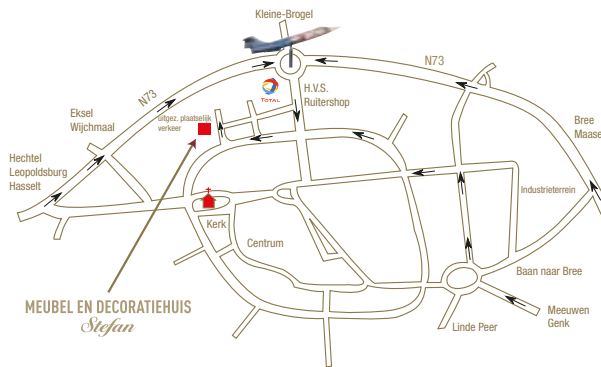 Kleine-Brogel
N73
N73
TOTAL
H.V.S.
Ruitershop
uitgez. plaatselijk
verkeer
Eksel
Wijchmaal
Bree
Maase
Hechtel
Leopoldsburg
Hasselt
Industrieterrein
Kerk
Centrum
Baan naar Bree
MEUBEL EN DECORATIEHUIS
Stefan
Meeuwen
Genk
Linde Peer